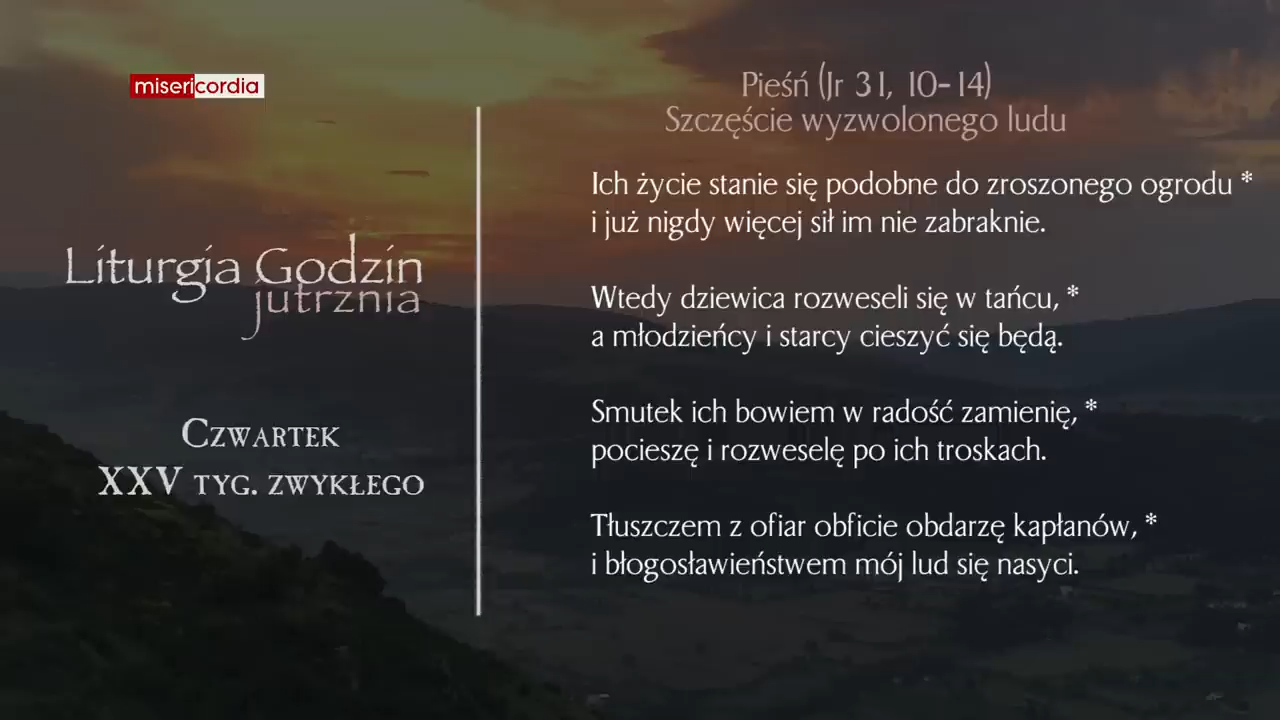 misericordia
Liturgia Godzin
jutrznia
Czwartek
XXV tyg. zwykłego
Pieśń (Jr 31, 10-14)
Szczęście wyzwolonego ludu
Ich życie stanie się podobne do zroszonego ogrodu *
i już nigdy więcej sił im nie zabraknie.
Wtedy dziewica rozweseli się w tańcu, *
a młodzieńcy i starcy cieszyć się będą.
Smutek ich bowiem w radość zamienię, *
pocieszę i rozweselę po ich troskach.
Tłuszczem z ofiar obficie obdarzę kapłanów, *
i błogosławieństwem mój lud się nasyci.